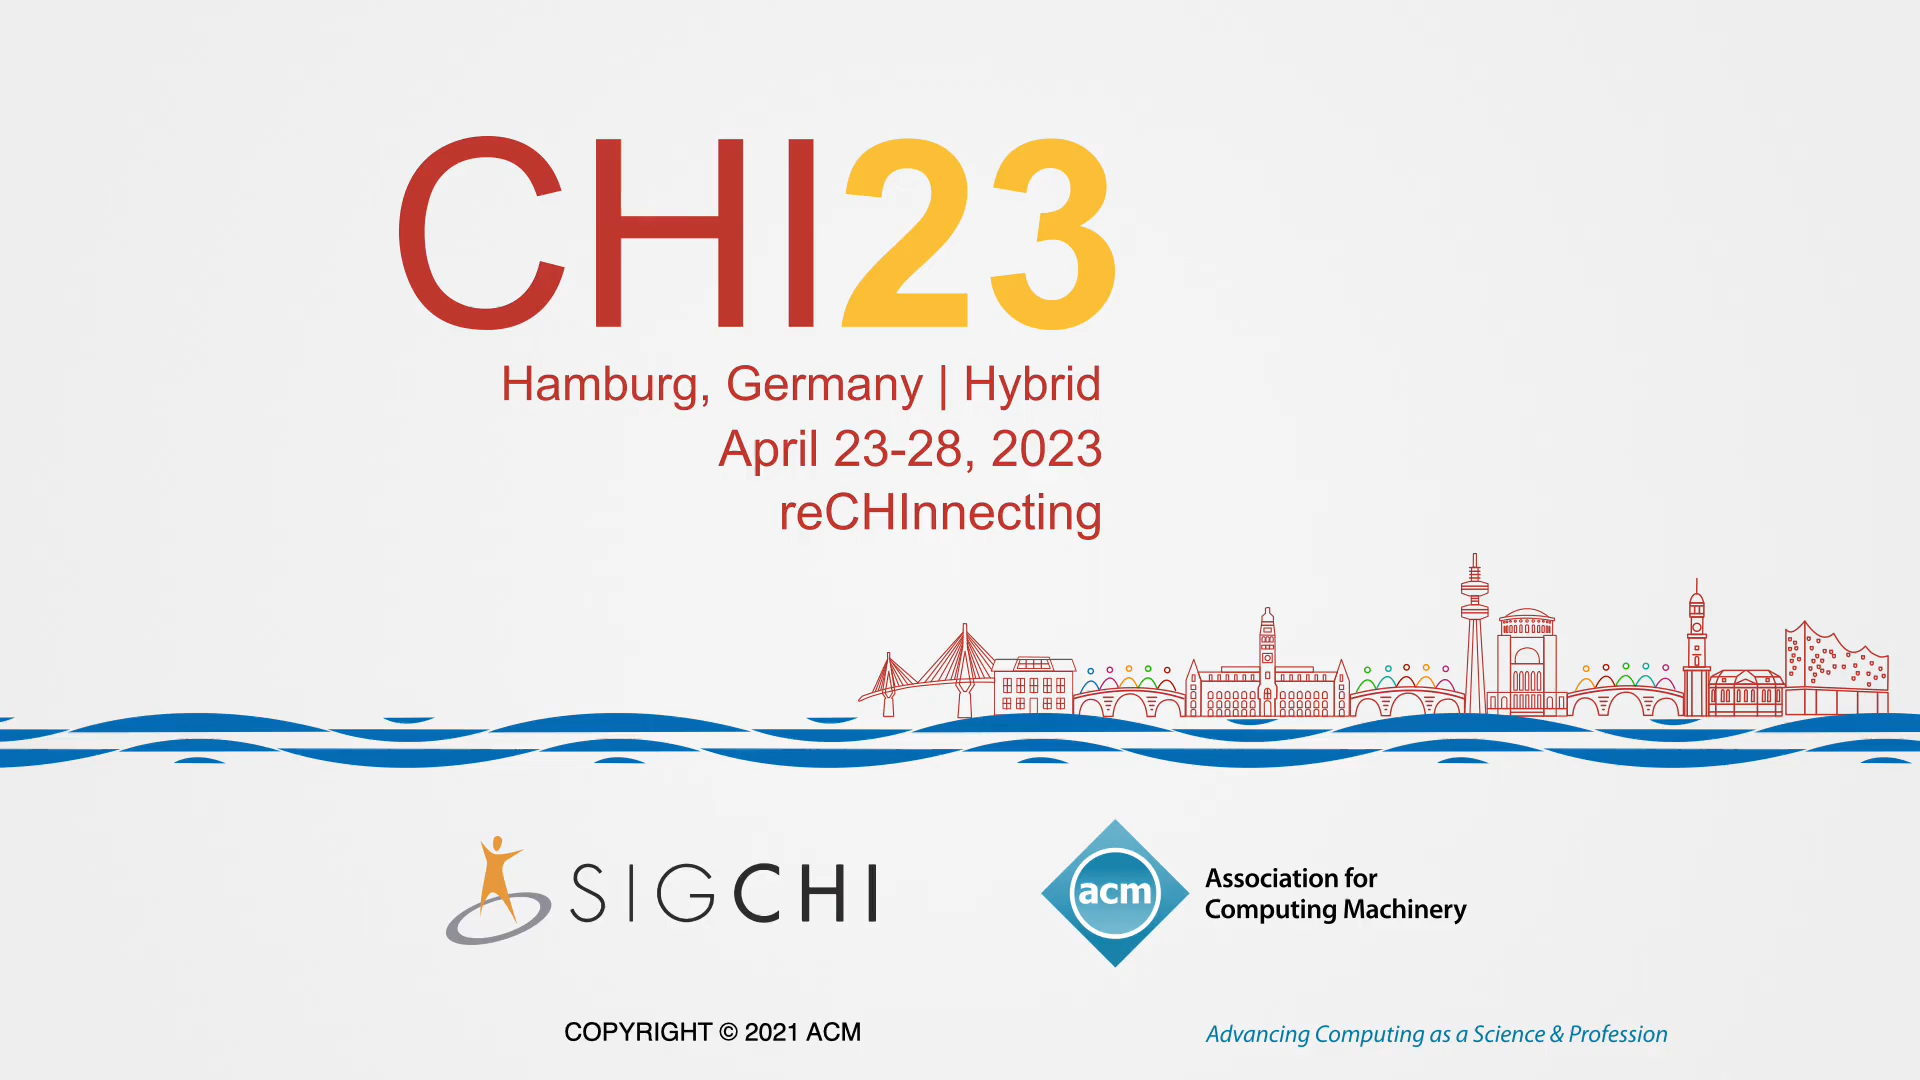 CHI23
Hamburg, Germany | Hybrid
April 23-28, 2023
reCHInnecting
SIGCHI
acm
Association for
Computing Machinery
COPYRIGHT © 2021 ACM
Advancing Computing as a Science & Profession